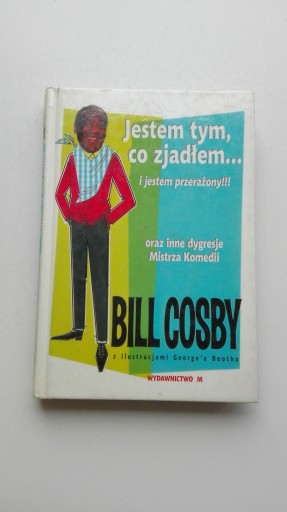 Jestem tym,
co zjadłem...
i jestem przerażony!!!
oraz inne dygresje
Mistrza Komedii
BILL COSBY
z ilustracjami George'a Bootha
WYDAWNICTWO M